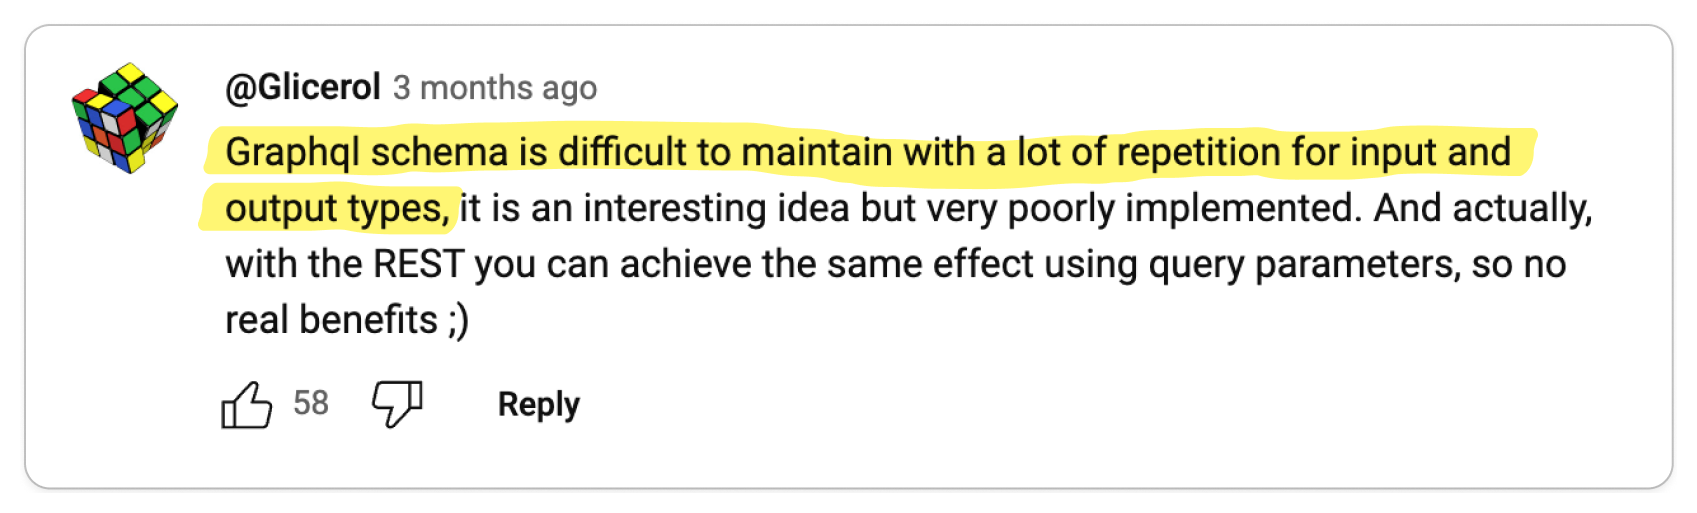 @Glicerol 3 months ago
Graphql schema is difficult to maintain with a lot of repetition for input and
output types, it is an interesting idea but very poorly implemented. And actually,
with the REST you can achieve the same effect using query parameters, so no
real benefits ;)
58 Reply